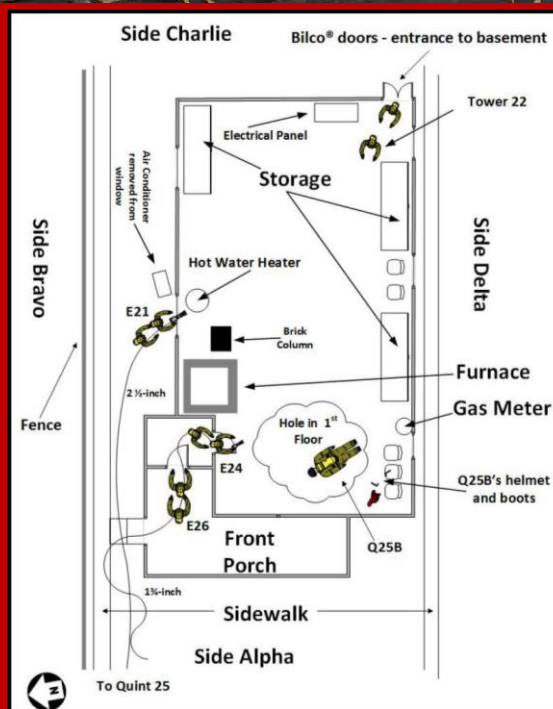 Side Charlie
Bilco® doors - entrance to basement
Tower 22
Electrical Panel
Air Conditioner
removed from
window
Storage
Side Bravo
Side Delta
Hot Water Heater
E21
Brick
Column
2 ½-inch
Furnace
Fence
Gas Meter
Hole in 1st
Floor
E24
Q25B's helmet
and boots
E26
Q25B
Front
Porch
1¾-inch
Sidewalk
Side Alpha
N
To Quint 25